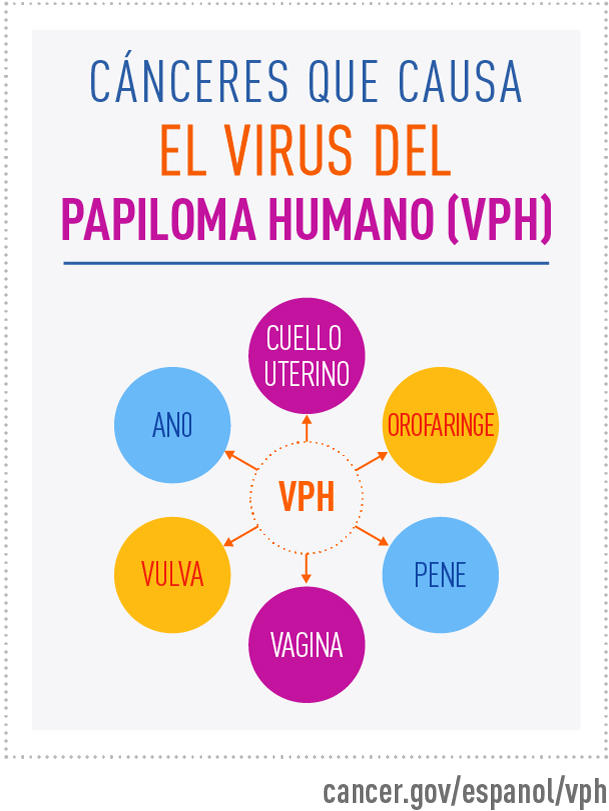 CÁNCERES QUE CAUSA
EL VIRUS DEL
PAPILOMA HUMANO (VPH)
CUELLO
UTERINO
ANO
OROFARINGE
VPH
VULVA
PENE
VAGINA
cancer.gov/espanol/vph